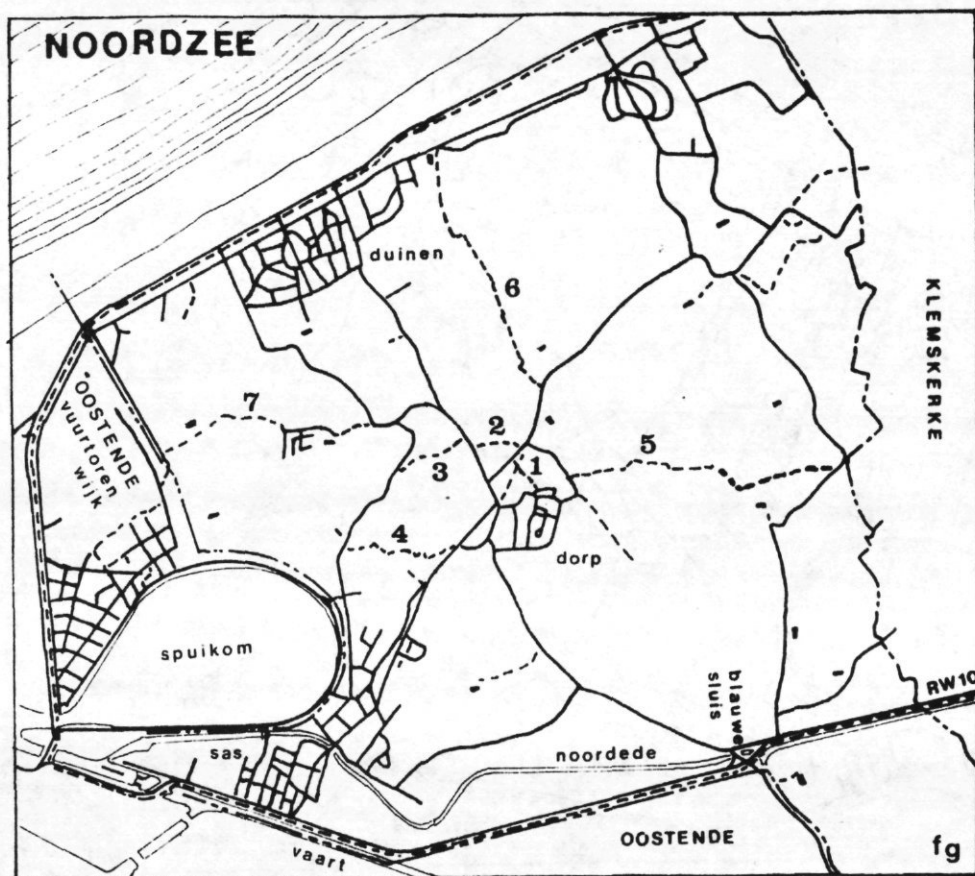 NOORDZEE
duinen
6
KLEMSKERKE
OOSTENDE
vuurtoren
wijk
7
2
3
1
5
4
dorp
spuikom
blauwe
sluis
RW10
sas
noordede
OOSTENDE
vaart
fg